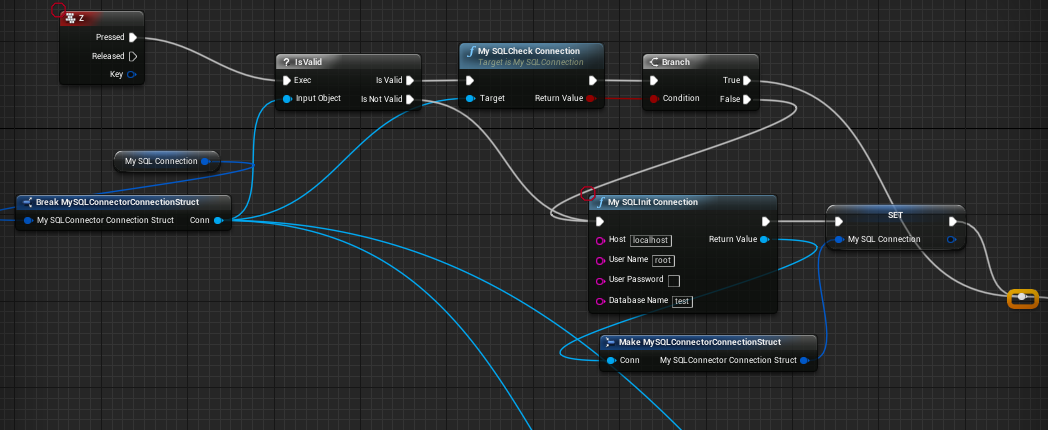 Z
Pressed
Released
Key
? IsValid
Exec Is Valid
Input Object Is Not Valid
f My SQLCheck Connection
Target is My SQLConnection
Target Return Value
Branch
True
Condition False
My SQL Connection
Break MySQLConnectorConnectionStruct
My SQLConnector Connection Struct Conn
f My SQLInit Connection
Host localhost Return Value
User Name root
User Password
Database Name test
SET
My SQL Connection
Make MySQLConnectorConnectionStruct
Conn My SQLConnector Connection Struct